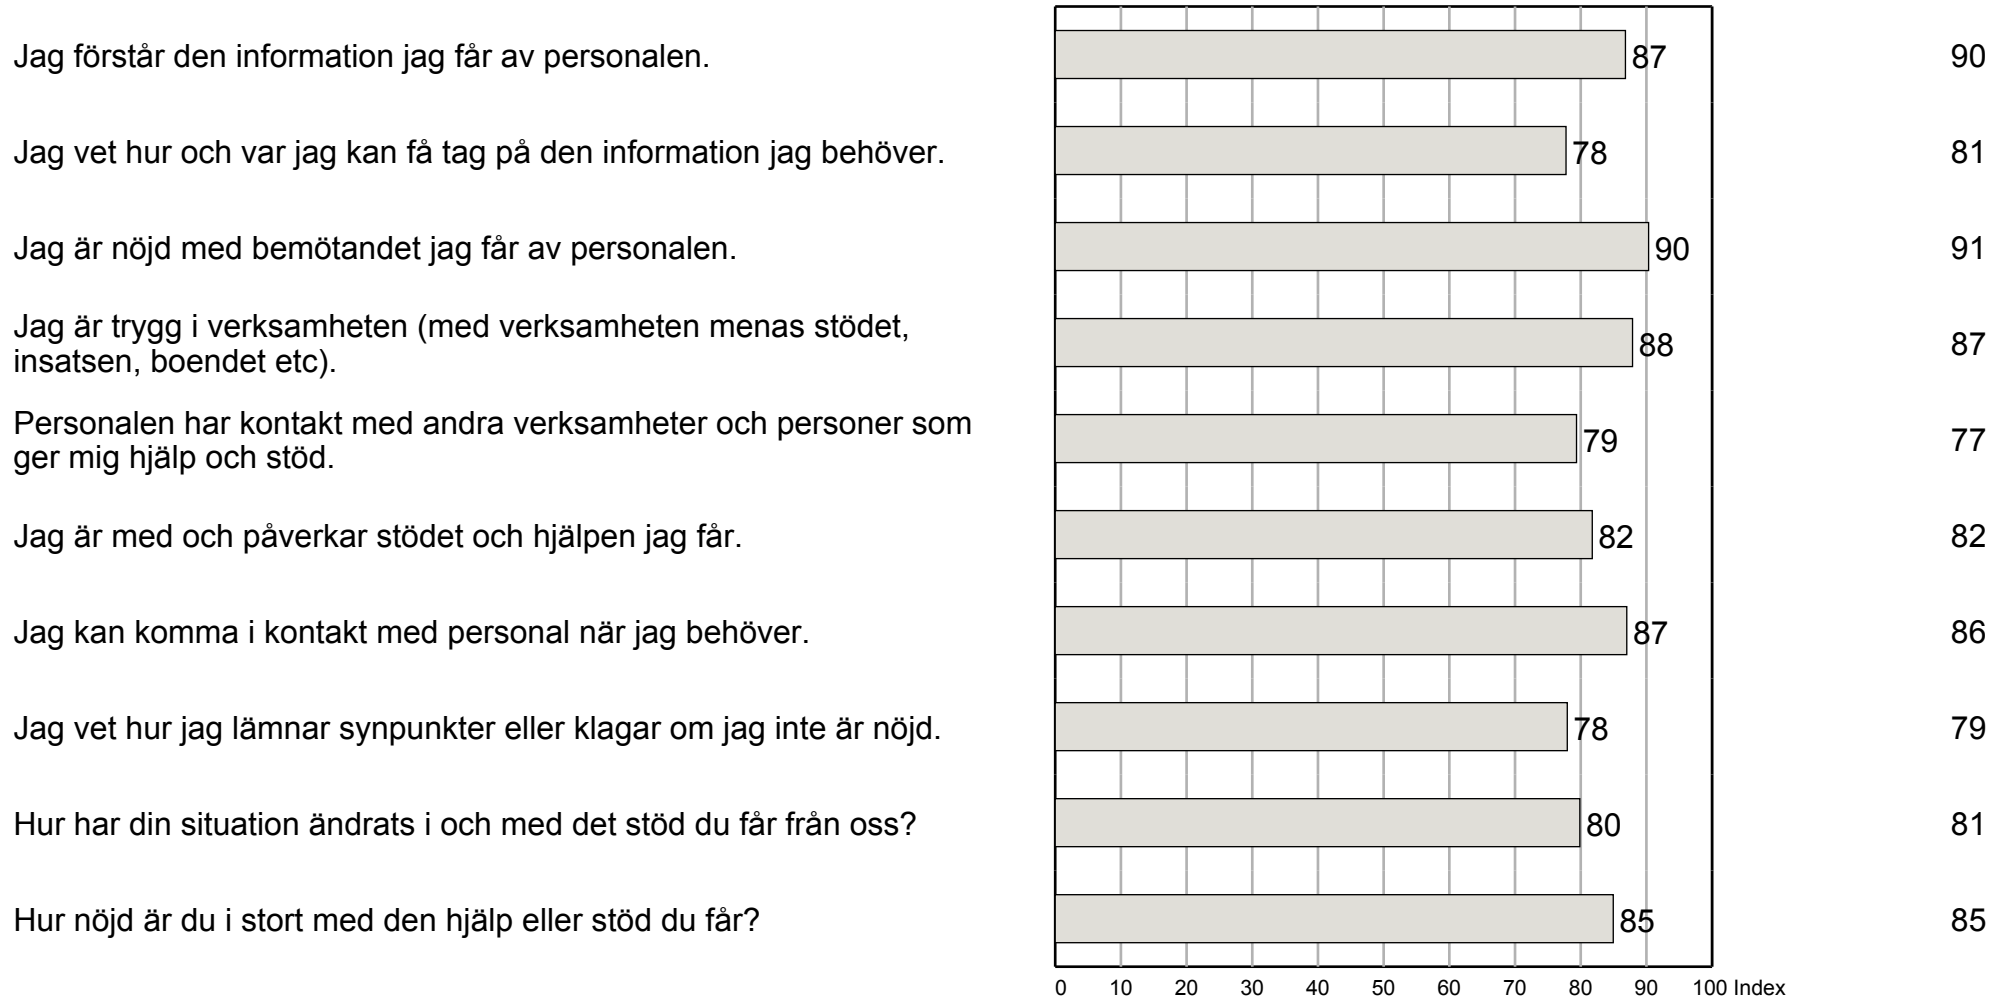 Jag förstår den information jag får av personalen. 87 90
Jag vet hur och var jag kan få tag på den information jag behöver. 78 81
Jag är nöjd med bemötandet jag får av personalen. 90 91
Jag är trygg i verksamheten (med verksamheten menas stödet,
insatsen, boendet etc). 88 87
Personalen har kontakt med andra verksamheter och personer som
ger mig hjälp och stöd. 79 77
Jag är med och påverkar stödet och hjälpen jag får. 82 82
Jag kan komma i kontakt med personal när jag behöver. 87 86
Jag vet hur jag lämnar synpunkter eller klagar om jag inte är nöjd. 78 79
Hur har din situation ändrats i och med det stöd du får från oss? 80 81
Hur nöjd är du i stort med den hjälp eller stöd du får? 85 85
0 10 20 30 40 50 60 70 80 90 100 Index